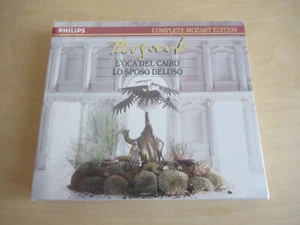 PHILIPS
COMPLETE MOZART EDITION
Mozart
L'OCA DEL CAIRO
LO SPOSO DELUSO